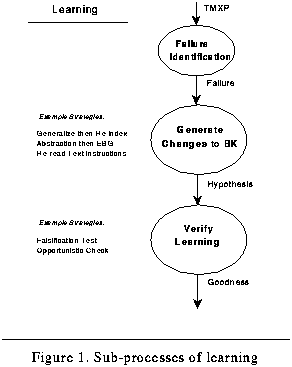 Learning
TMXP
Failure
Identification
Failure
Example Strategies:
Generalize then Re Index
Abstraction then EBG
Re read Text Instructions
Generate
Changes to BK
Hypothesis
Example Strategies:
Falsification Test
Opportunistic Check
Verify
Learning
Goodness
Figure 1. Sub-processes of learning